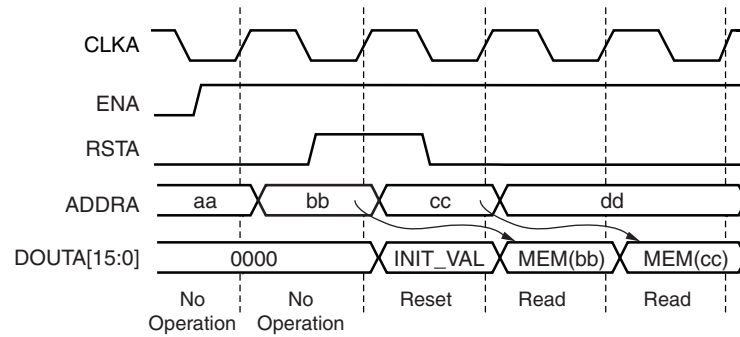 CLKA
ENA
RSTA
ADDRA aa bb cc dd
DOUTA[15:0] 0000 INIT_VAL MEM(bb) MEM(cc)
No No Reset Read Read
Operation Operation